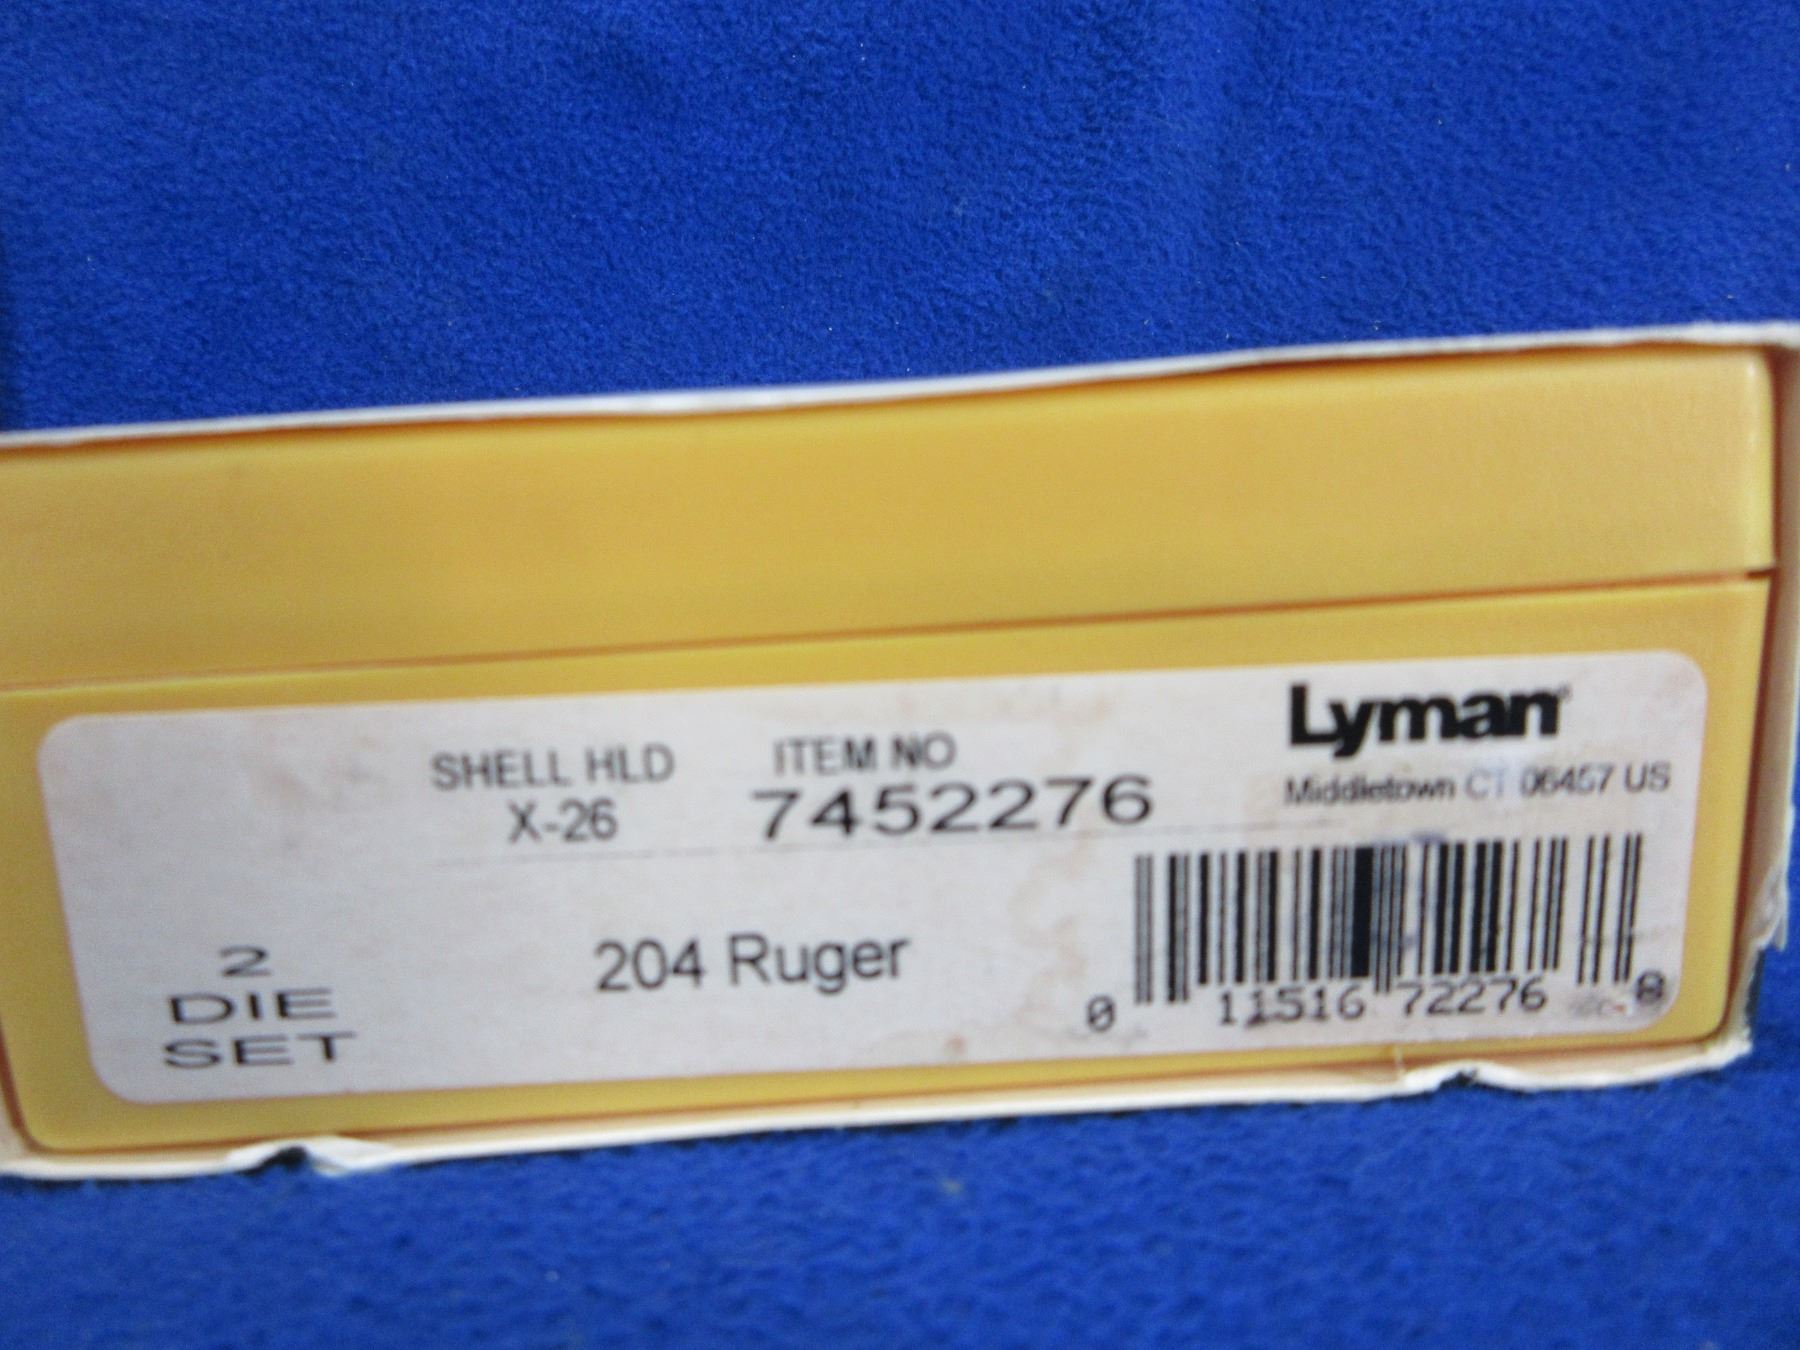 SHELL HLD
X-26
ITEM NO
7452276
Lyman®
Middletown CT 06457 US
2
DIE
SET
204 Ruger
0 11516 72276 8